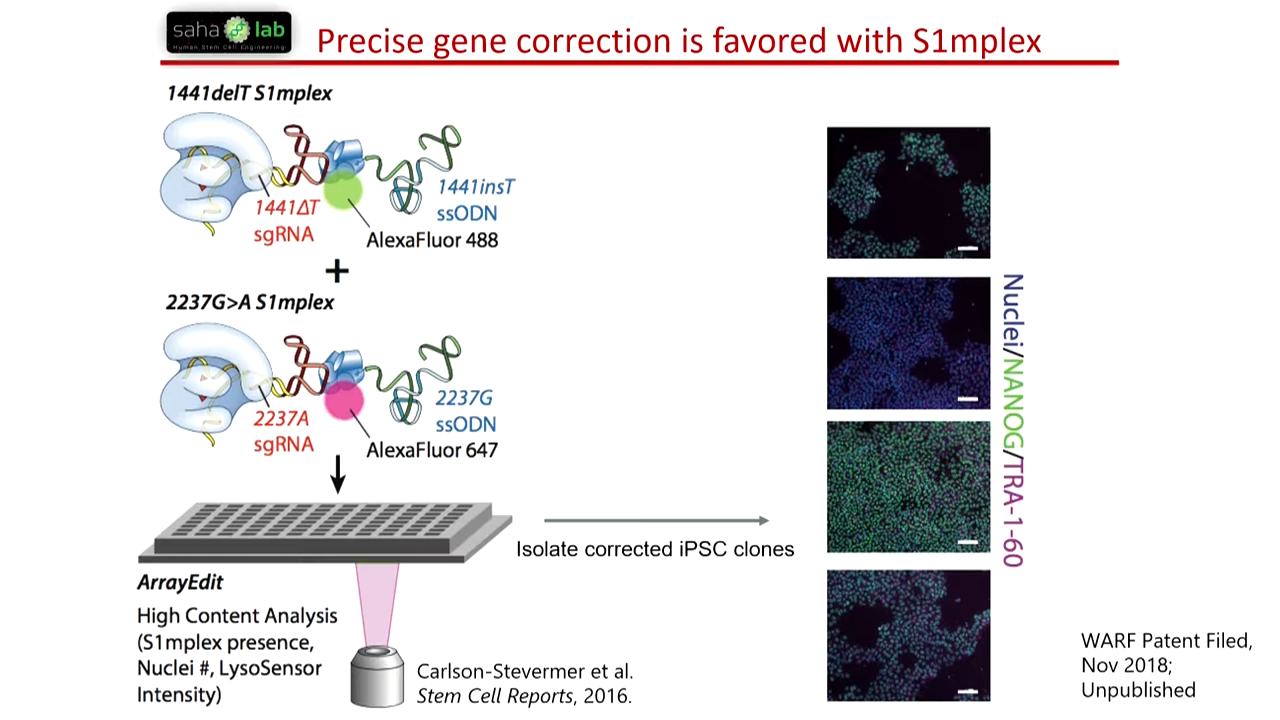 saha lab
Human Stem Cell Engineering
Precise gene correction is favored with S1mplex
1441delT S1mplex
1441ΔT
sgRNA
1441insT
ssODN
AlexaFluor 488
+
2237G>A S1mplex
2237A
sgRNA
2237G
ssODN
AlexaFluor 647
ArrayEdit
High Content Analysis
(S1mplex presence,
Nuclei #, LysoSensor
Intensity)
Carlson-Stevermer et al.
Stem Cell Reports, 2016.
Isolate corrected iPSC clones
Nuclei/NANOG/TRA-1-60
WARF Patent Filed,
Nov 2018;
Unpublished